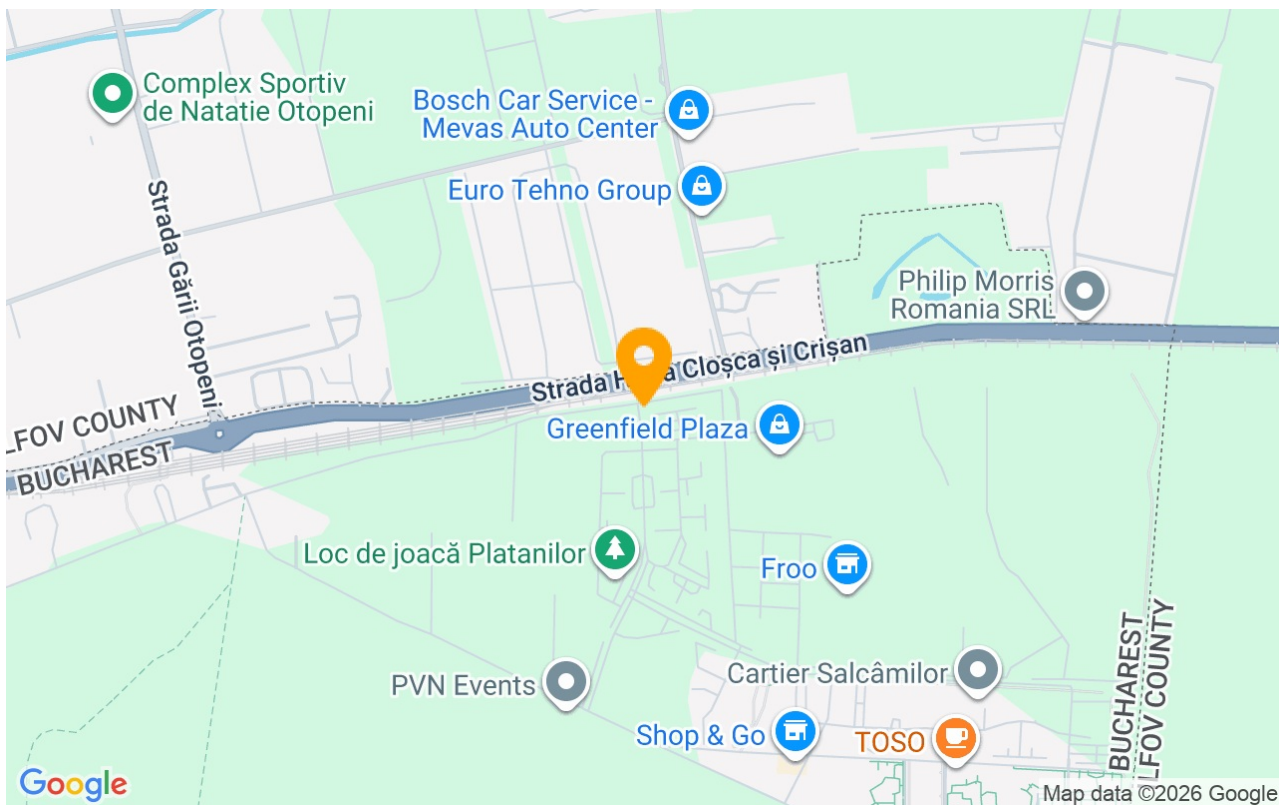 Complex Sportiv
de Natatie Otopeni
Bosch Car Service -
Mevas Auto Center
Euro Tehno Group
Strada Gării Otopeni
Philip Morris
Romania SRL
Strada H a Cloșca și Crișan
LFOV COUNTY
BUCHAREST
Greenfield Plaza
Loc de joacă Platanilor
Froo
PVN Events
Cartier Salcâmilor
Shop & Go
TOSO
BUCHAREST
LFOV COUNTY
Google
Map data ©2026 Google